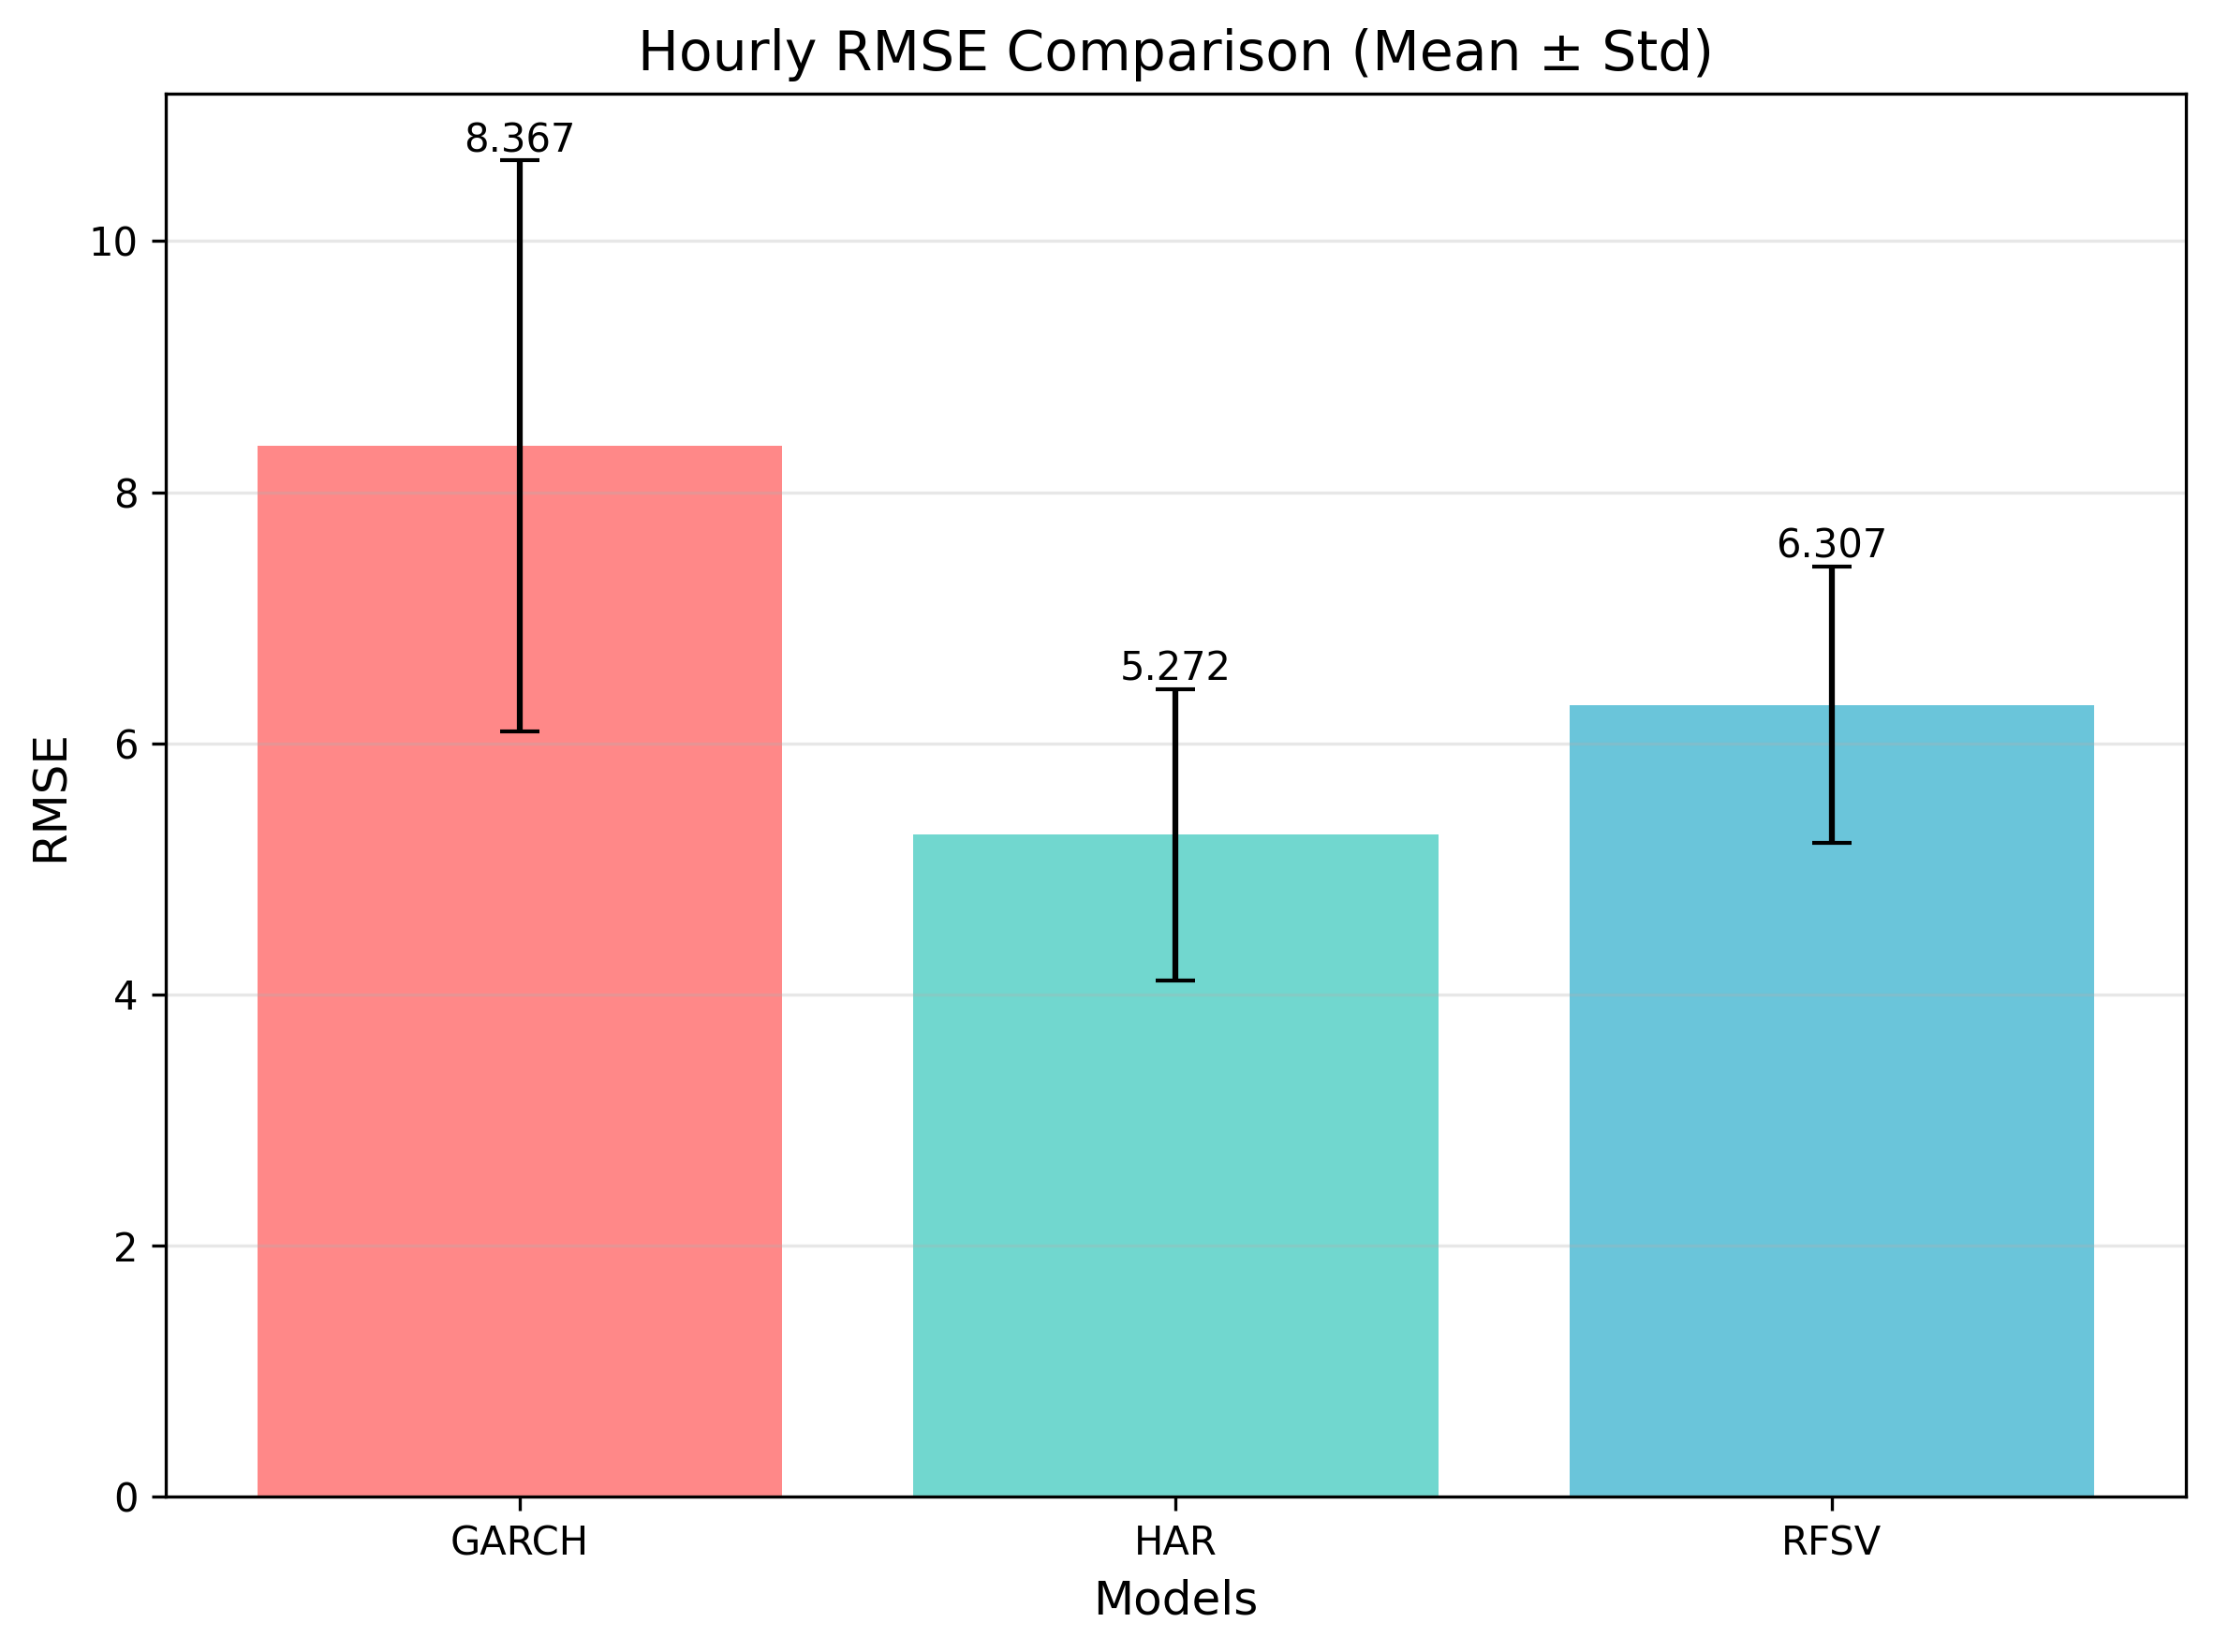 Hourly RMSE Comparison (Mean ± Std)
8.367
10
8
6.307
5.272
6
RMSE
4
2
0
GARCH HAR RFSV
Models